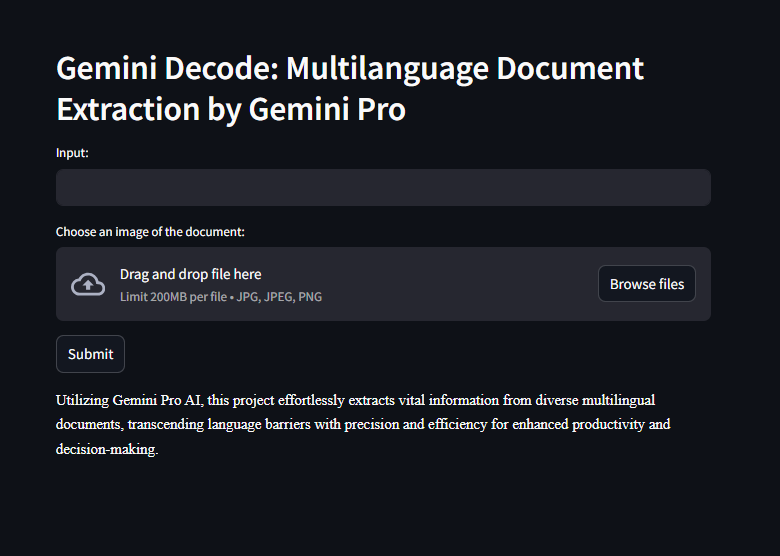 Gemini Decode: Multilanguage Document
Extraction by Gemini Pro
Input:
Choose an image of the document:
Drag and drop file here
Limit 200MB per file • JPG, JPEG, PNG
Browse files
Submit
Utilizing Gemini Pro AI, this project effortlessly extracts vital information from diverse multilingual
documents, transcending language barriers with precision and efficiency for enhanced productivity and
decision-making.